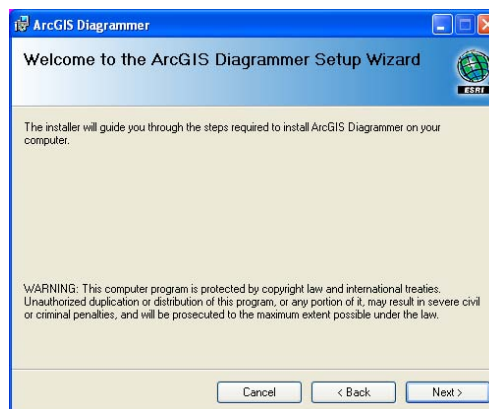 ArcGIS Diagrammer
Welcome to the ArcGIS Diagrammer Setup Wizard
ESRI
The installer will guide you through the steps required to install ArcGIS Diagrammer on your
computer.
WARNING: This computer program is protected by copyright law and international treaties.
Unauthorized duplication or distribution of this program, or any portion of it, may result in severe civil
or criminal penalties, and will be prosecuted to the maximum extent possible under the law.
Cancel < Back Next >